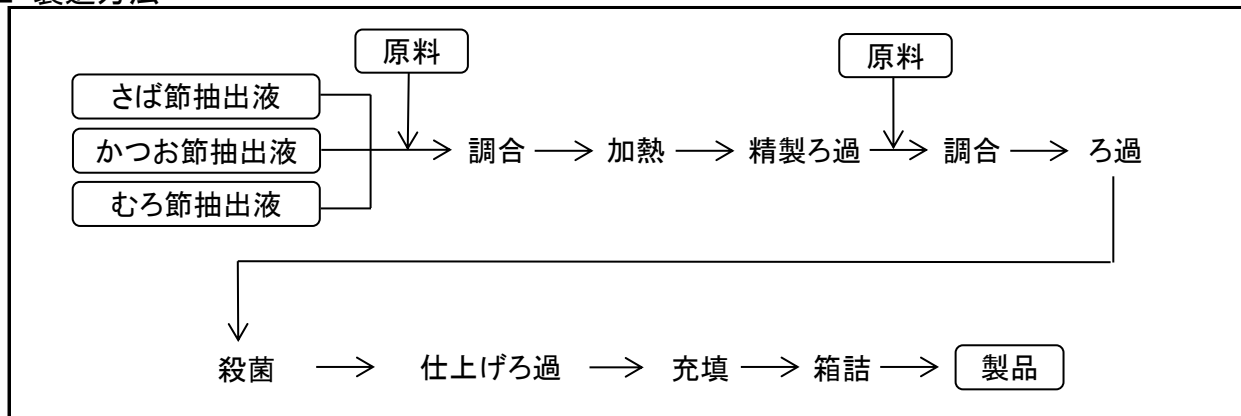 製造方法
原料
原料
さば節抽出液
かつお節抽出液
むろ節抽出液
調合
加熱
精製ろ過
調合
ろ過
殺菌
仕上げろ過
充填
箱詰
製品